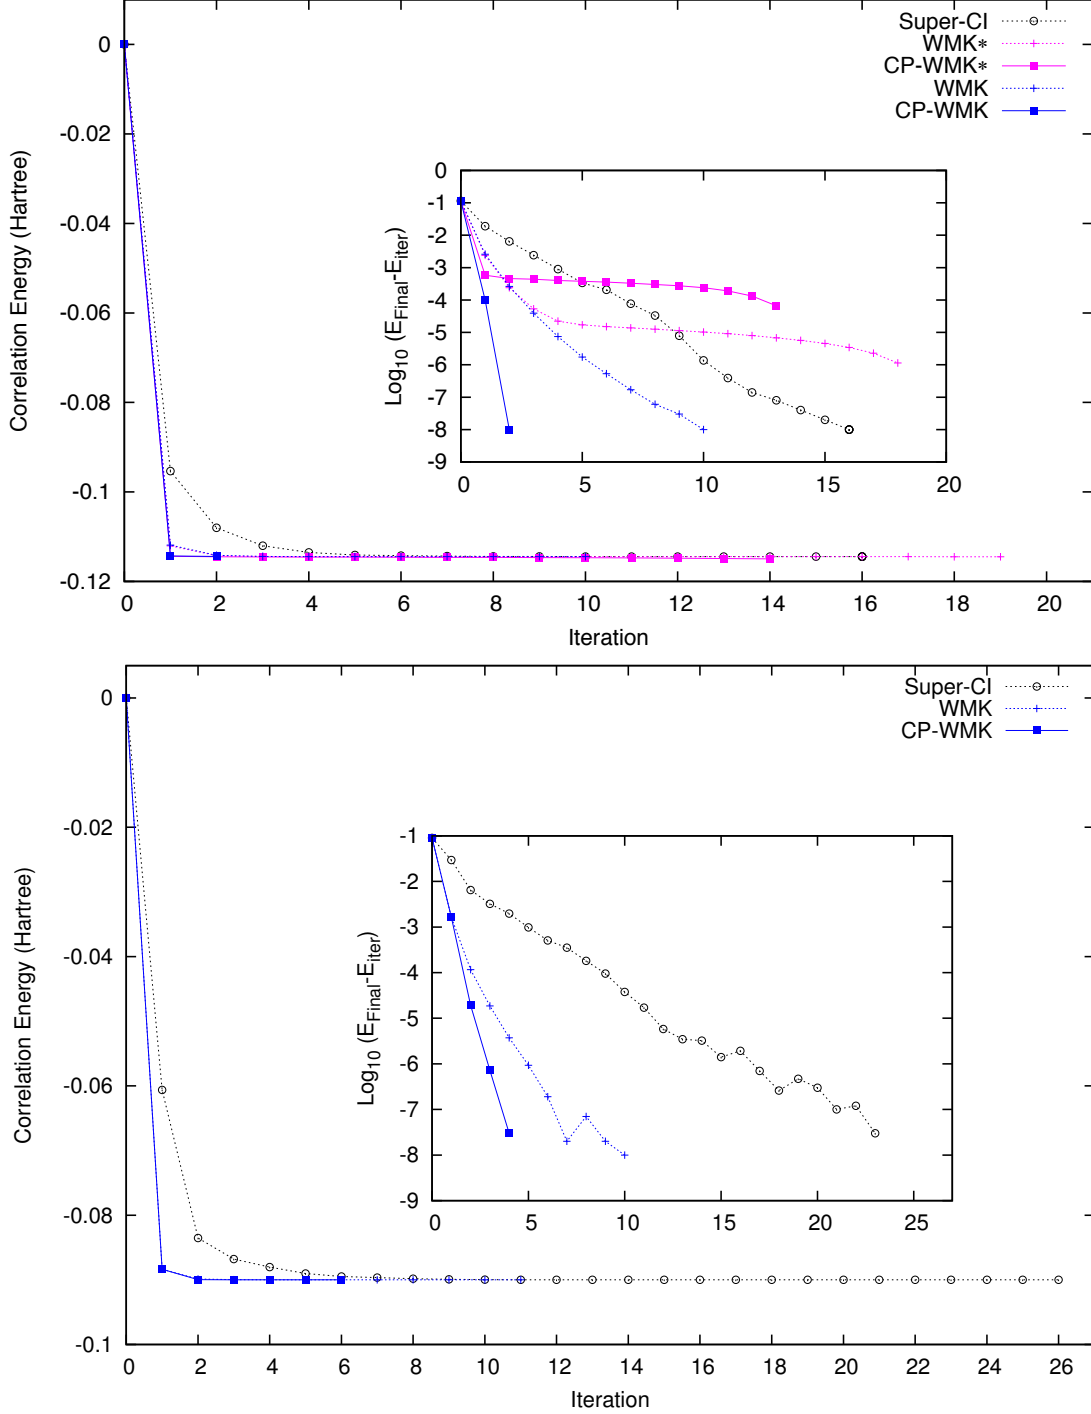 Super-CI
WMK*
CP-WMK*
WMK
CP-WMK
0
-0.02
-0.04
-0.06
-0.08
-0.1
-0.12
Correlation Energy (Hartree)
0 2 4 6 8 10 12 14 16 18 20
Iteration
0
-1
-2
-3
-4
-5
-6
-7
-8
-9
Log10 (EFinal-Eiter)
0 5 10 15 20
Super-CI
WMK
CP-WMK
0
-0.02
-0.04
-0.06
-0.08
-0.1
Correlation Energy (Hartree)
0 2 4 6 8 10 12 14 16 18 20 22 24 26
Iteration
-1
-2
-3
-4
-5
-6
-7
-8
-9
Log10 (EFinal-Eiter)
0 5 10 15 20 25